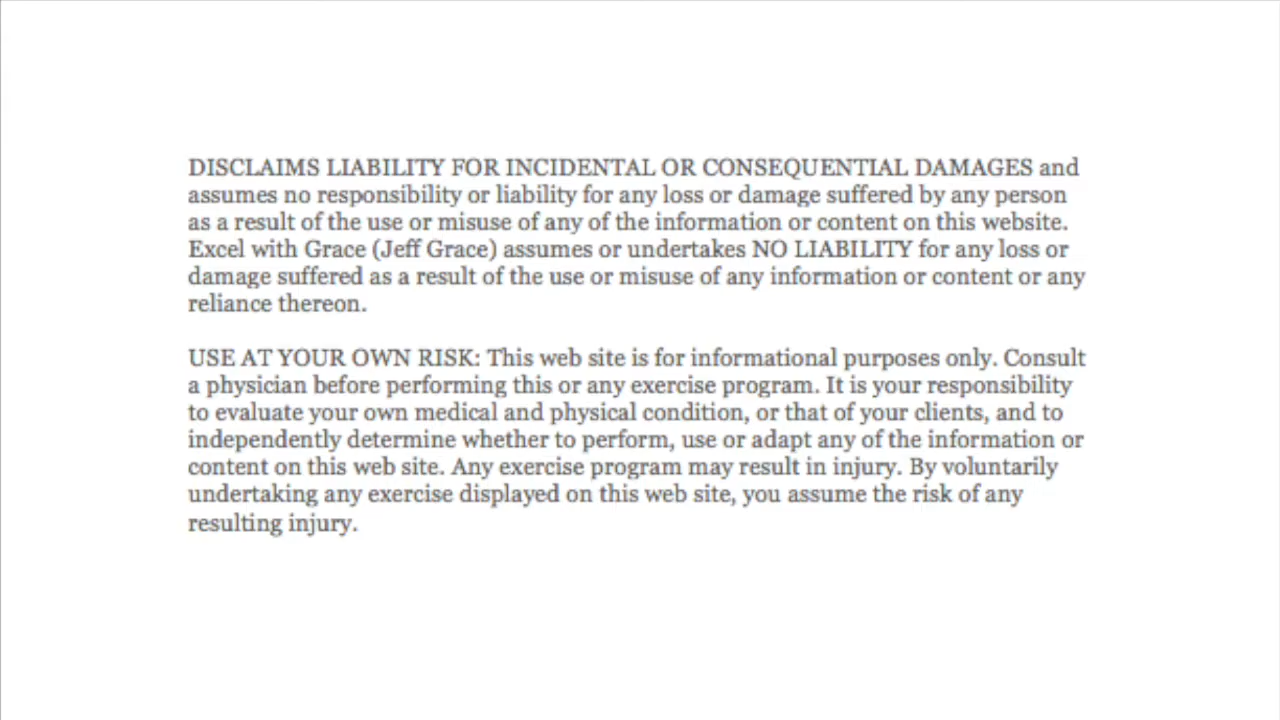 DISCLAIMS LIABILITY FOR INCIDENTAL OR CONSEQUENTIAL DAMAGES and
assumes no responsibility or liability for any loss or damage suffered by any person
as a result of the use or misuse of any of the information or content on this website.
Excel with Grace (Jeff Grace) assumes or undertakes NO LIABILITY for any loss or
damage suffered as a result of the use or misuse of any information or content or any
reliance thereon.
USE AT YOUR OWN RISK: This web site is for informational purposes only. Consult
a physician before performing this or any exercise program. It is your responsibility
to evaluate your own medical and physical condition, or that of your clients, and to
independently determine whether to perform, use or adapt any of the information or
content on this web site. Any exercise program may result in injury. By voluntarily
undertaking any exercise displayed on this web site, you assume the risk of any
resulting injury.